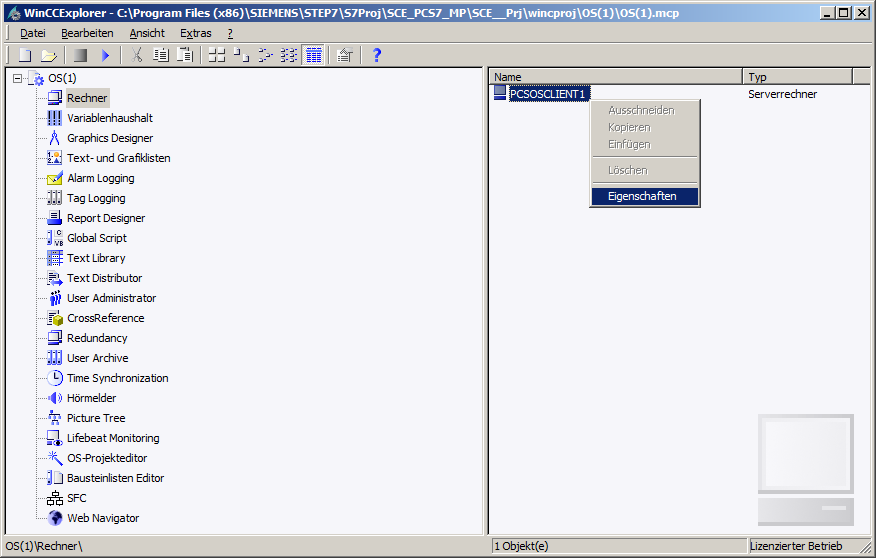 WinCCExplorer - C:\Program Files (x86)\SIEMENS\STEP7\S7Proj\SCE_PCS7_MP\SCE__Prj\wincproj\OS(1)\OS(1).mcp
Datei Bearbeiten Ansicht Extras ?
OS(1)
Rechner
Variablenhaushalt
Graphics Designer
Text- und Grafiklisten
Alarm Logging
Tag Logging
Report Designer
Global Script
Text Library
Text Distributor
User Administrator
CrossReference
Redundancy
User Archive
Time Synchronization
Hörmelder
Picture Tree
Lifebeat Monitoring
OS-Projekteditor
Bausteinlisten Editor
SFC
Web Navigator
Name Typ
PCSOSCLIENT1 Serverrechner
Ausschneiden
Kopieren
Einfügen
Löschen
Eigenschaften
OS(1)\Rechner\ 1 Objekt(e) Lizenzierter Betrieb